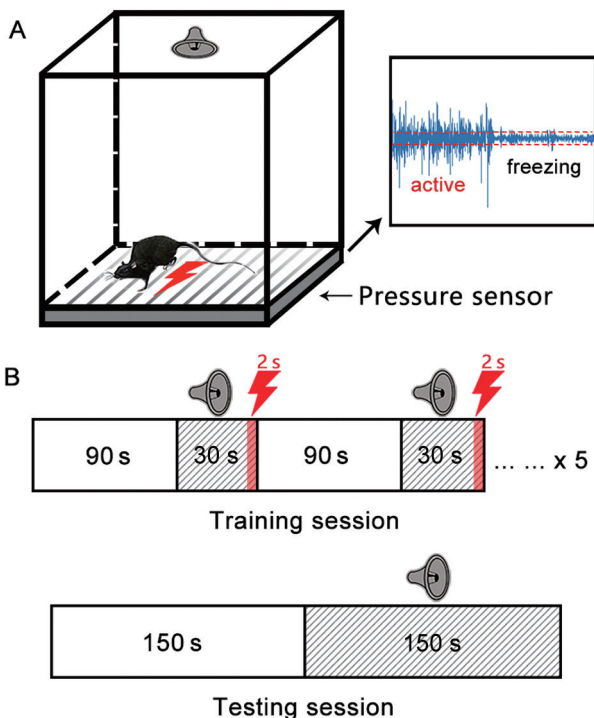 A
active
freezing
Pressure sensor
B
2 s
2 s
90 s
30 s
90 s
30 s
... ... x 5
Training session
150 s
150 s
Testing session